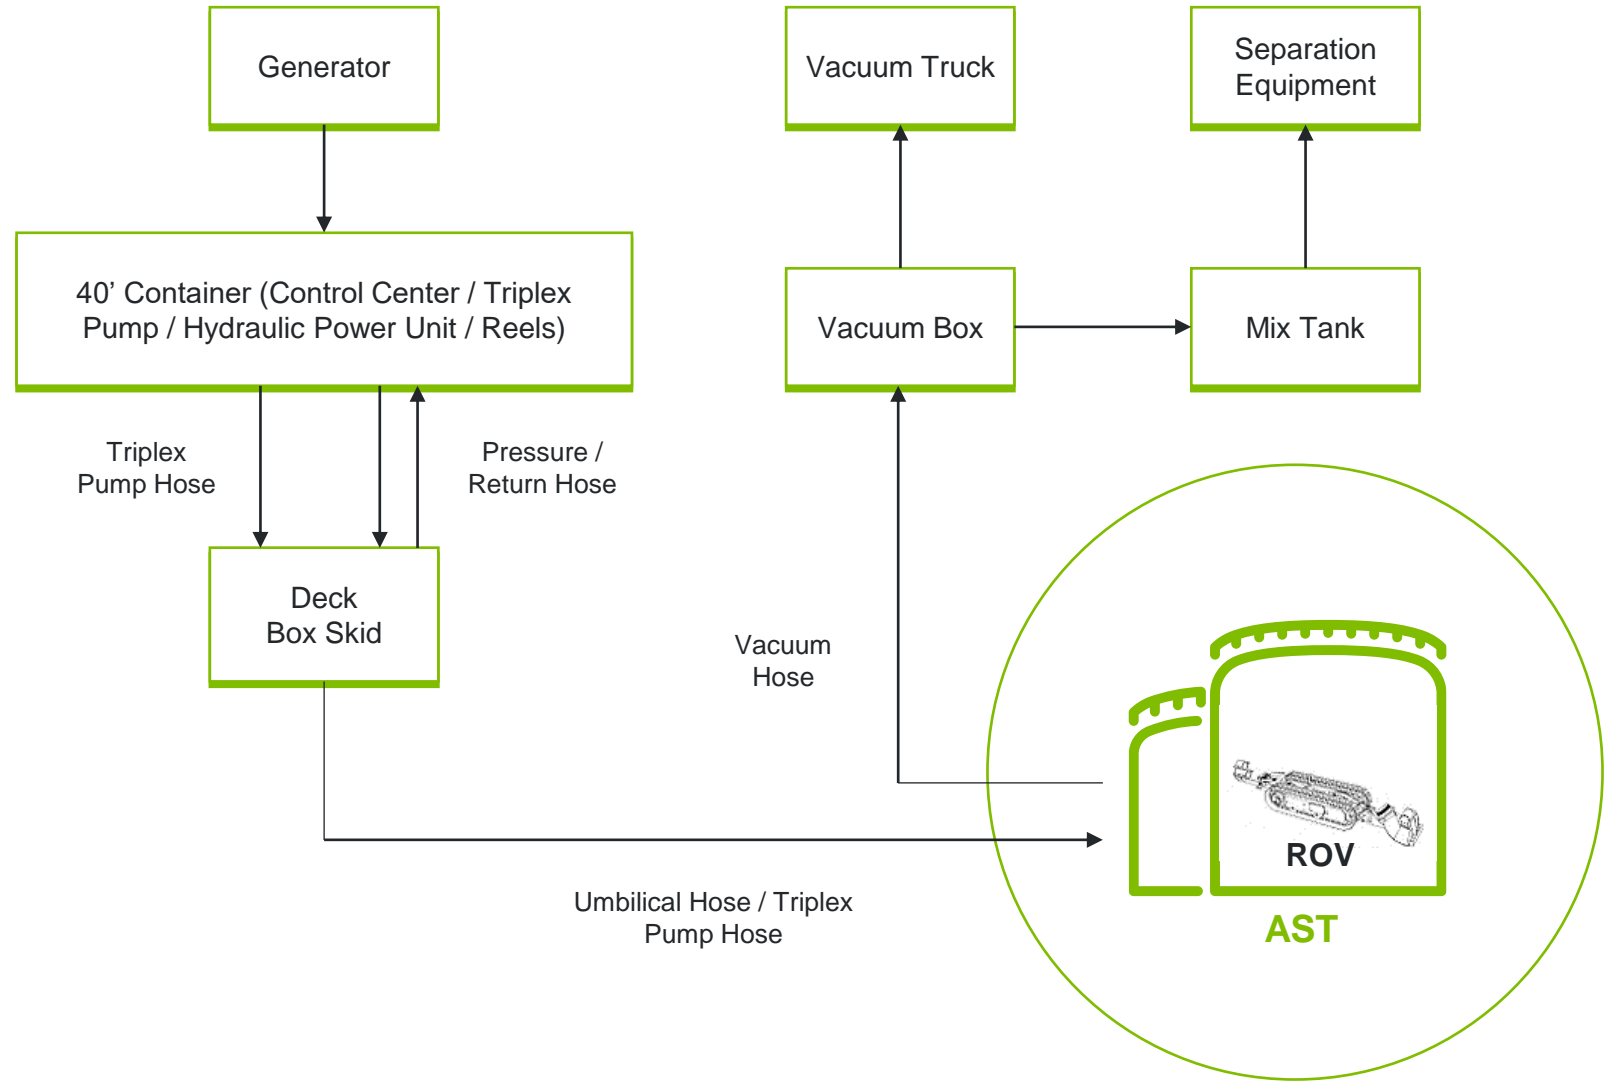 Generator
Vacuum Truck
Separation
Equipment
40’ Container (Control Center / Triplex
Pump / Hydraulic Power Unit / Reels)
Vacuum Box
Mix Tank
Triplex
Pump Hose
Pressure /
Return Hose
Deck
Box Skid
Vacuum
Hose
ROV
AST
Umbilical Hose / Triplex
Pump Hose